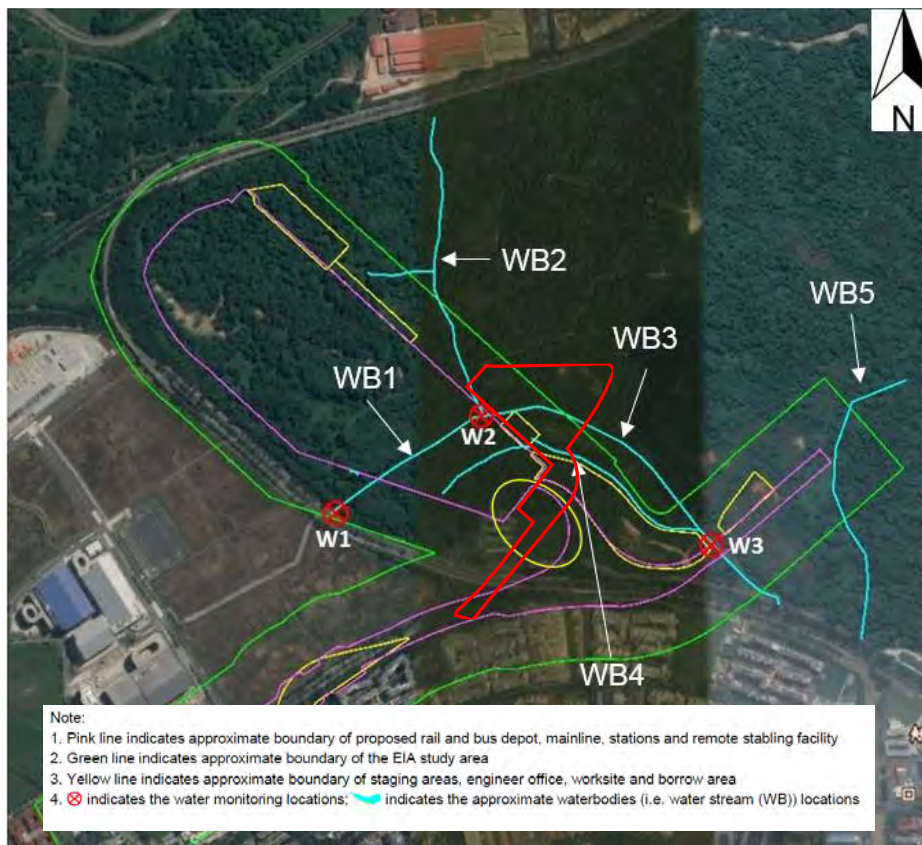 N
WB2
WB5
WB3
WB1
W2
W1
W3
WB4
Note:
1. Pink line indicates approximate boundary of proposed rail and bus depot, mainline, stations and remote stabling facility
2. Green line indicates approximate boundary of the EIA study area
3. Yellow line indicates approximate boundary of staging areas, engineer office, worksite and borrow area
4. indicates the water monitoring locations; indicates the approximate waterbodies (i.e. water stream (WB)) locations